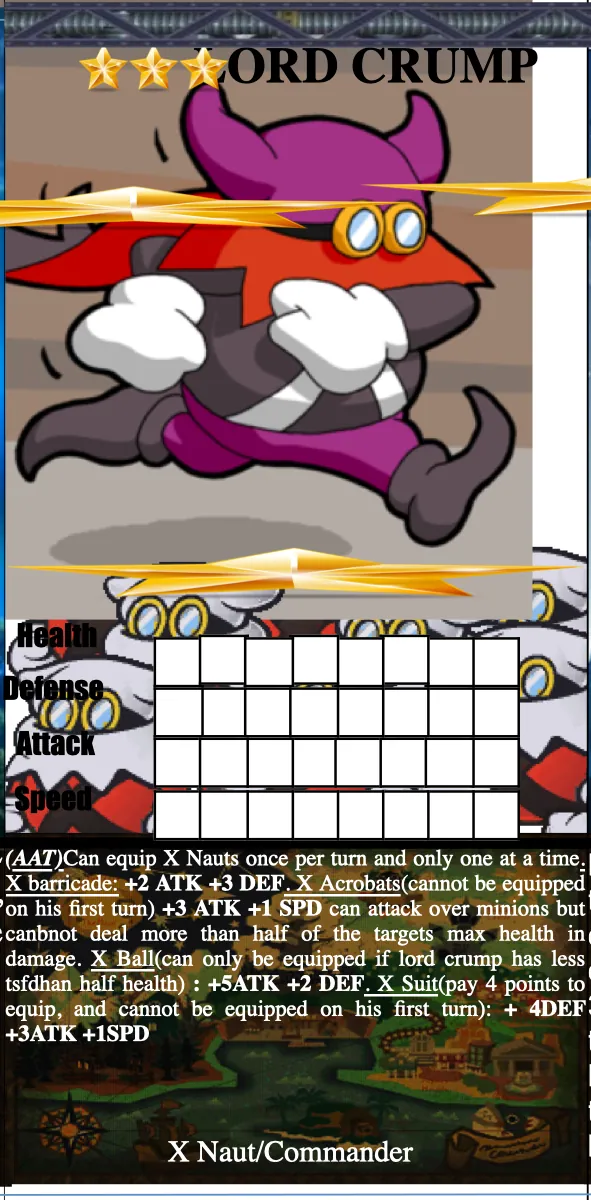 LORD CRUMP
Health
Defense
Attack
Speed
(AAT)Can equip X Nauts once per turn and only one at a time.
X barricade: +2 ATK +3 DEF. X Acrobats(cannot be equipped
on his first turn) +3 ATK +1 SPD can attack over minions but
canbnot deal more than half of the targets max health in
damage. X Ball(can only be equipped if lord crump has less
tsfdhan half health) : +5ATK +2 DEF. X Suit(pay 4 points to
equip, and cannot be equipped on his first turn): + 4DEF
+3ATK +1SPD
X Naut/Commander